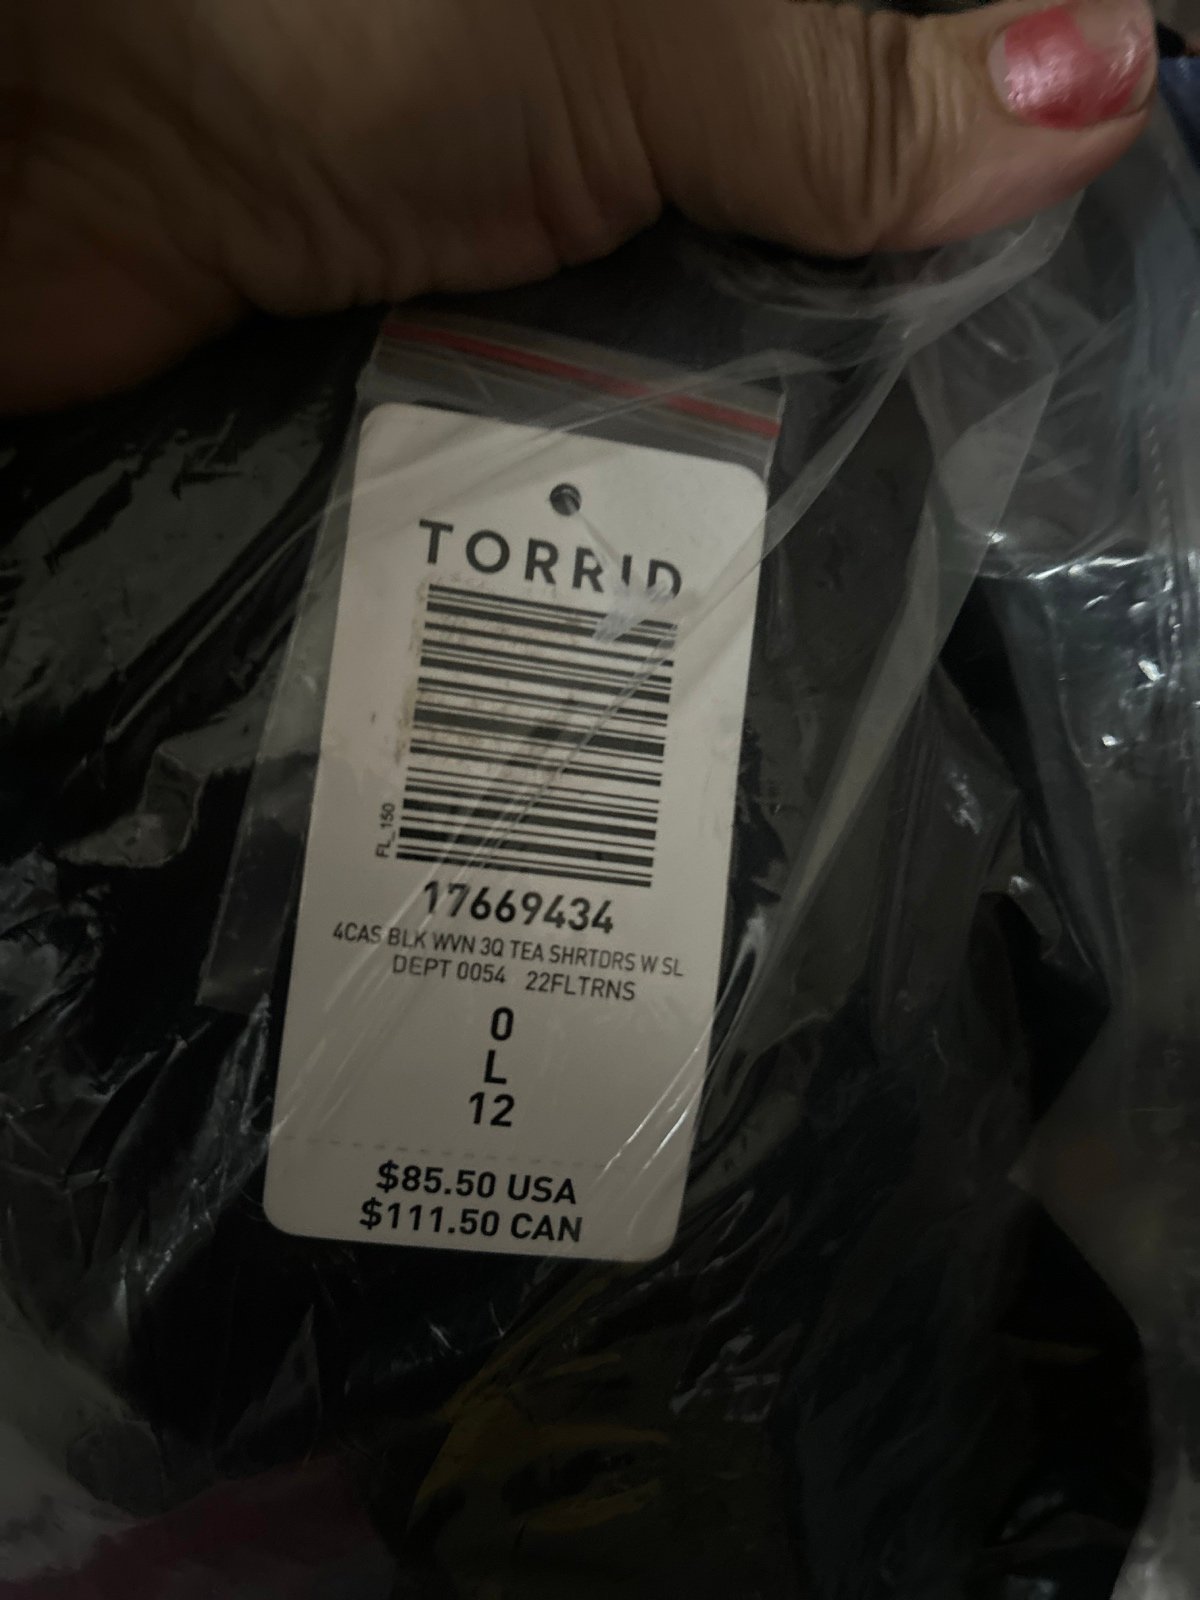 TORRID
FL_150
17669434
4CAS BLK WVN 3Q TEA SHRTDRS W SL
DEPT 0054 22FLTRNS
0
L
12
$85.50 USA
$111.50 CAN